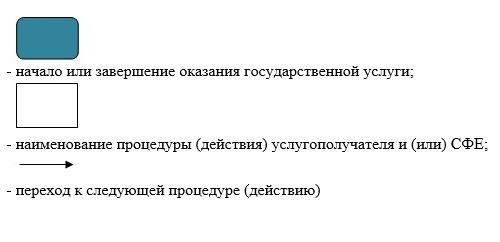 - начало или завершение оказания государственной услуги;
- наименование процедуры (действия) услугополучателя и (или) СФЕ;
- переход к следующей процедуре (действию)